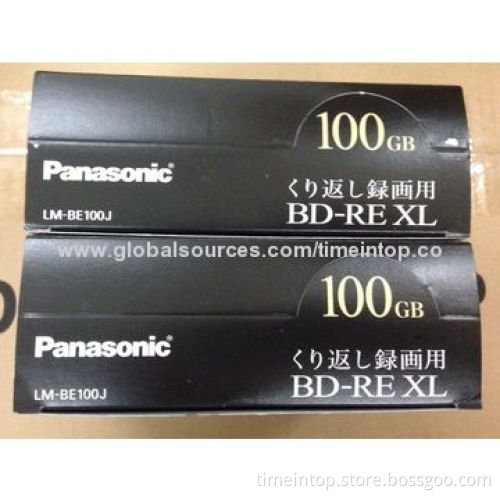 100GB
Panasonic®
くり返し録画用
LM-BE100J
BD-RE XL
www.globalsources.com/timeintop.co
100GB
Panasonic®
くり返し録画用
LM-BE100J
BD-RE XL
timeintop.store.bossgoo.com